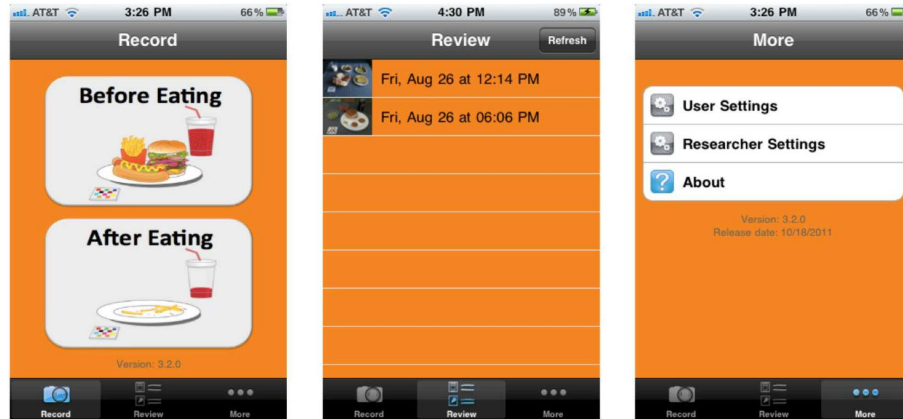 AT&T 3:26 PM 66%
Record
Before Eating
After Eating
Version: 3.2.0
Record Review More
AT&T 4:30 PM 89%
Review Refresh
Fri, Aug 26 at 12:14 PM
Fri, Aug 26 at 06:06 PM
Record Review More
AT&T 3:26 PM 66%
More
User Settings
Researcher Settings
? About
Version: 3.2.0
Release date: 10/18/2011
Record Review More